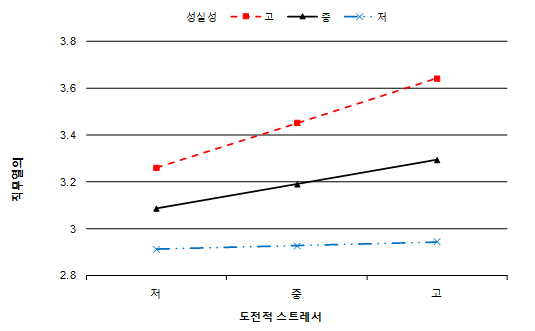 성실성 고 중 저
3.8
3.6
3.4
3.2
3
2.8
직무열의
저 중 고
도전적 스트레서